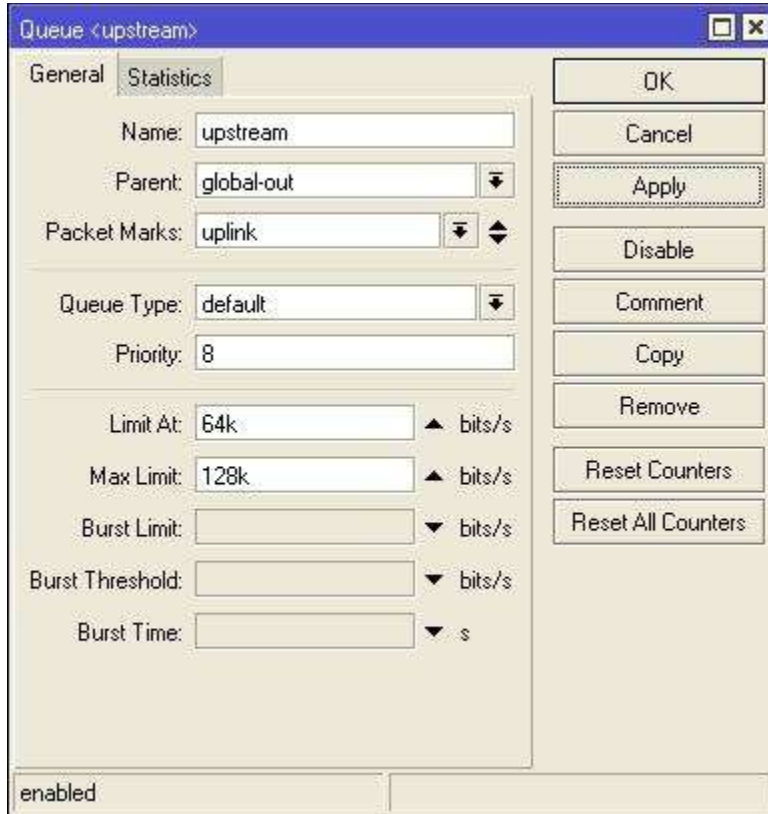 Queue <upstream>
General Statistics
Name: upstream
Parent: global-out
Packet Marks: uplink
Queue Type: default
Priority: 8
Limit At: 64k bits/s
Max Limit: 128k bits/s
Burst Limit: bits/s
Burst Threshold: bits/s
Burst Time: s
OK
Cancel
Apply
Disable
Comment
Copy
Remove
Reset Counters
Reset All Counters
enabled